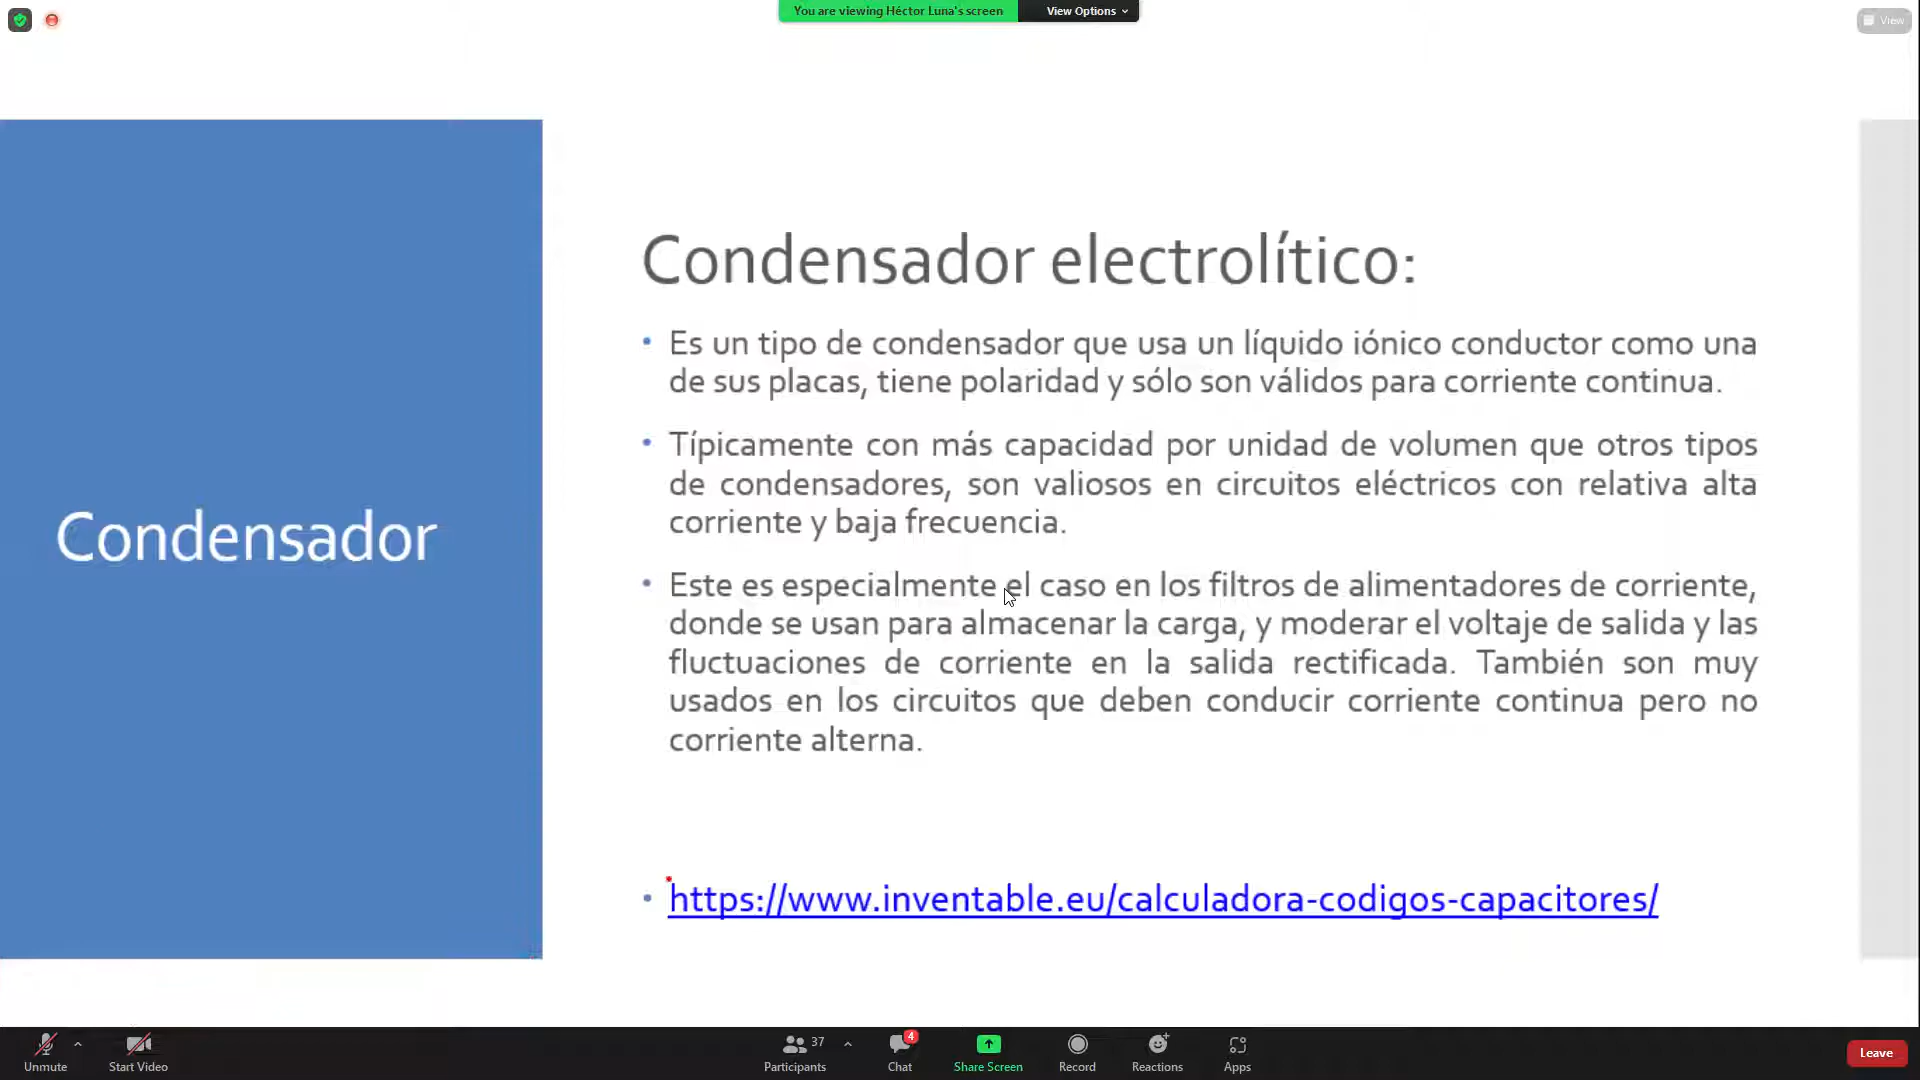 You are viewing Héctor Luna's screen
View Options
View
Condensador
Condensador electrolítico:
• Es un tipo de condensador que usa un líquido iónico conductor como una
de sus placas, tiene polaridad y sólo son válidos para corriente continua.
• Típicamente con más capacidad por unidad de volumen que otros tipos
de condensadores, son valiosos en circuitos eléctricos con relativa alta
corriente y baja frecuencia.
• Este es especialmente el caso en los filtros de alimentadores de corriente,
donde se usan para almacenar la carga, y moderar el voltaje de salida y las
fluctuaciones de corriente en la salida rectificada. También son muy
usados en los circuitos que deben conducir corriente continua pero no
corriente alterna.
• https://www.inventable.eu/calculadora-codigos-capacitores/
Unmute
Start Video
37
Participants
4
Chat
Share Screen
Record
Reactions
Apps
Leave